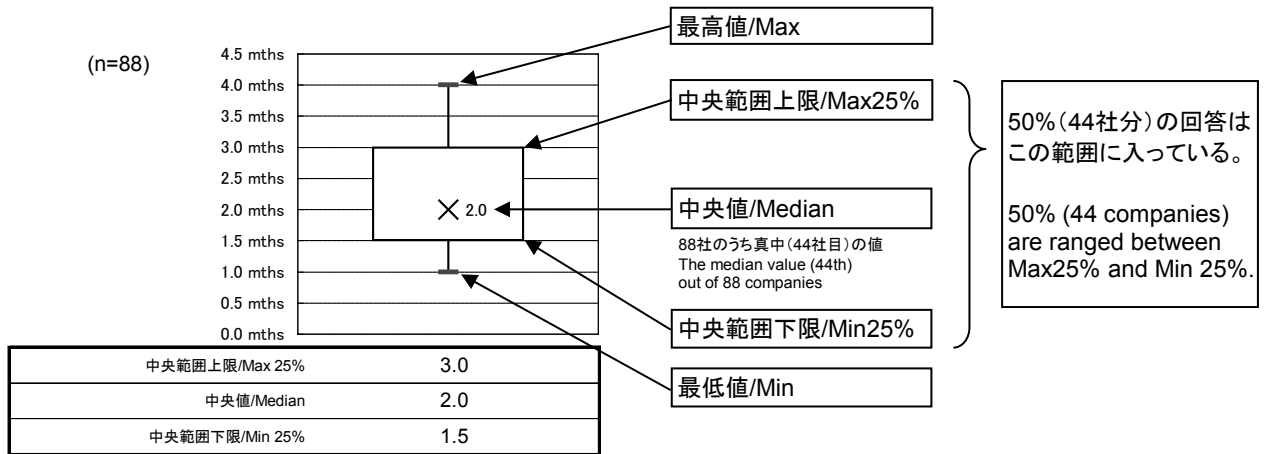 (n=88)
4.5 mths
4.0 mths
3.5 mths
3.0 mths
2.5 mths
2.0 mths
1.5 mths
1.0 mths
0.5 mths
0.0 mths
2.0
最高値/Max
中央範囲上限/Max25%
中央値/Median
88社のうち真中(44社目)の値
The median value (44th)
out of 88 companies
中央範囲下限/Min25%
最低値/Min
50%(44社分)の回答は
この範囲に入っている。
50% (44 companies)
are ranged between
Max25% and Min 25%.
中央範囲上限/Max 25% 3.0
中央値/Median 2.0
中央範囲下限/Min 25% 1.5